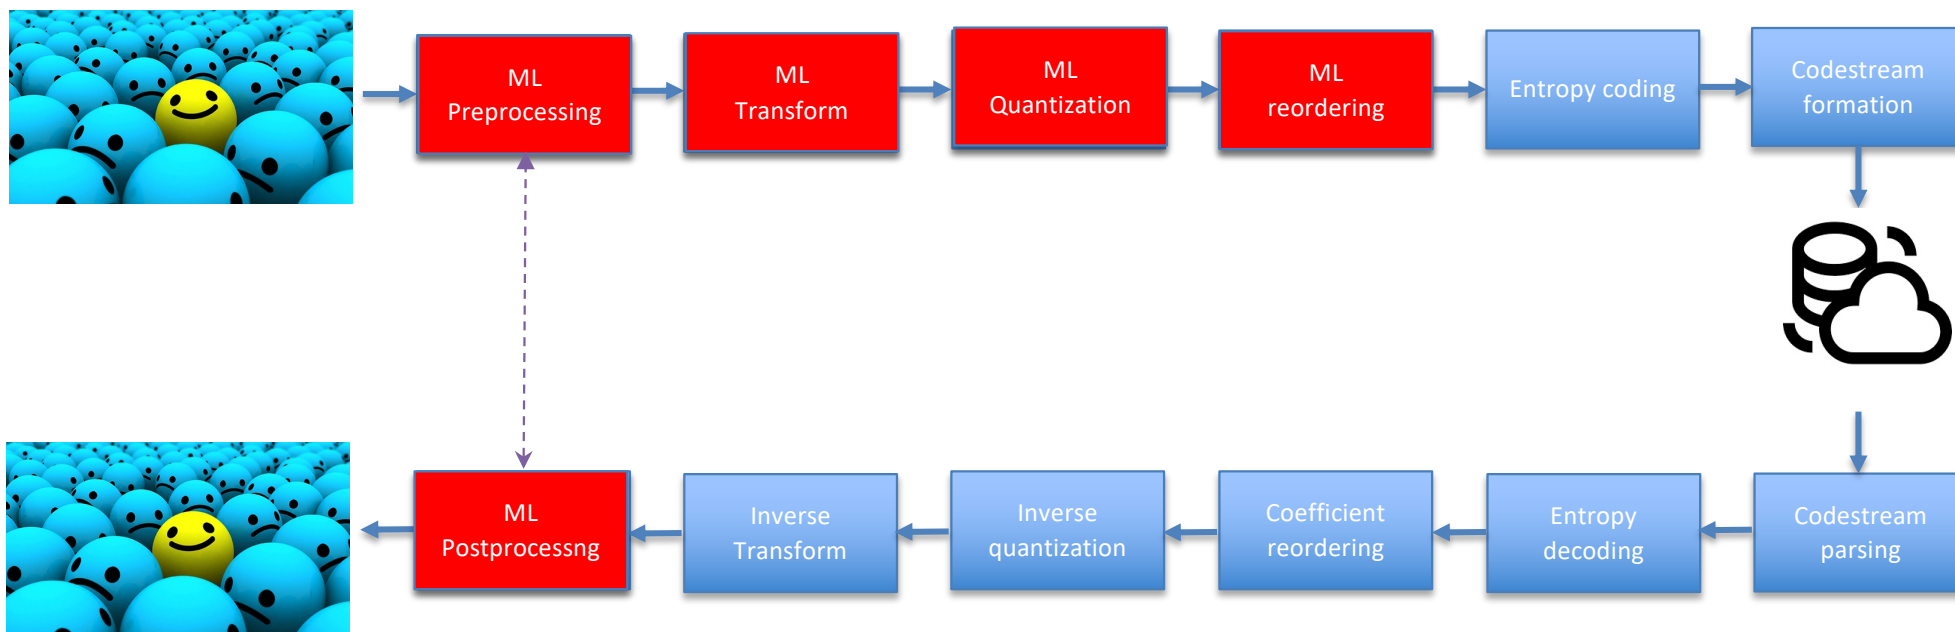 ML
Preprocessing
ML
Transform
ML
Quantization
ML
reordering
Entropy coding
Codestream
formation
ML
Postprocessng
Inverse
Transform
Inverse
quantization
Coefficient
reordering
Entropy
decoding
Codestream
parsing